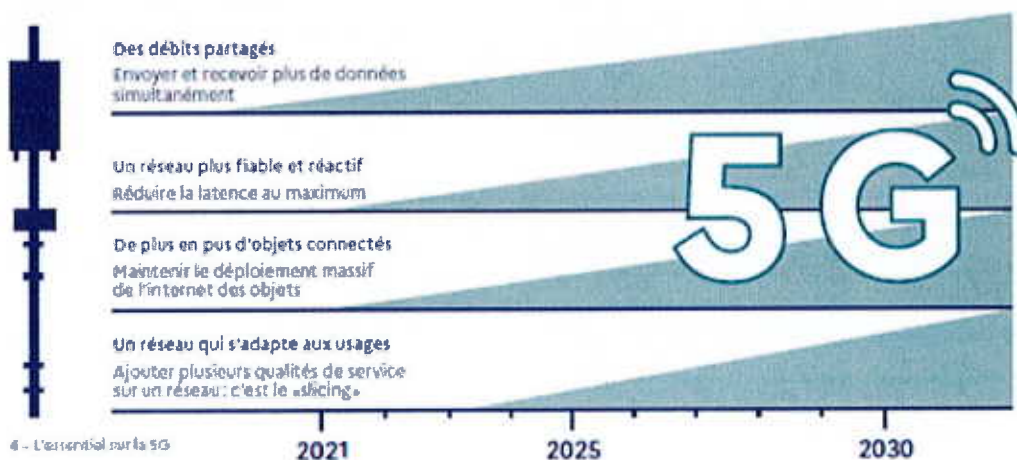 Des débits partagés
Envoyer et recevoir plus de données
simultanément
Un réseau plus fiable et réactif
Réduire la latence au maximum
De plus en pus d'objets connectés
Maintenir le déploiement massif
de l'internet des objets
Un réseau qui s'adapte aux usages
Ajouter plusieurs qualités de service
sur un réseau: c'est le «slicing»
5G
2021
2025
2030
4 - L'essentiel sur la 5G